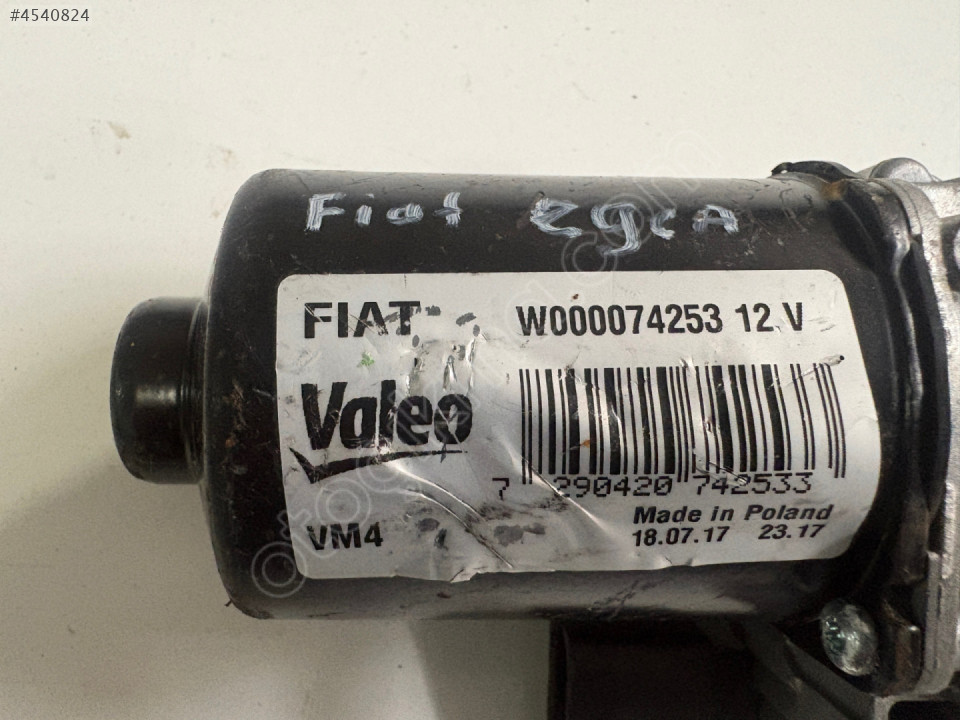 #4540824
Fiat egea
FIAT W000074253 12 V
Valeo
7 290420 742533
VM4
Made in Poland
18.07.17 23.17